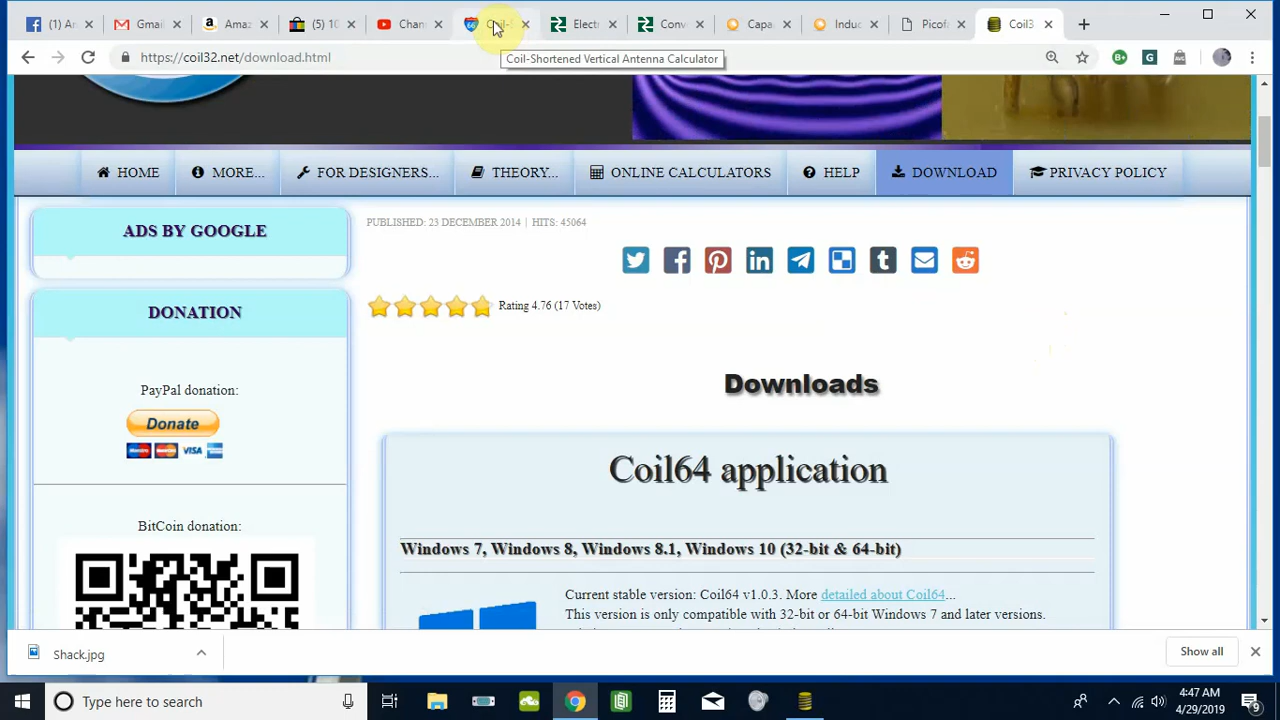 (1) Ar
Gmail
Amaz
(5) 10
Chan
Coil-S
Electr
Conv
Capa
Induc
Picofa
Coil3
https://coil32.net/download.html
Coil-Shortened Vertical Antenna Calculator
HOME
MORE...
FOR DESIGNERS...
THEORY...
ONLINE CALCULATORS
HELP
DOWNLOAD
PRIVACY POLICY
ADS BY GOOGLE
PUBLISHED: 23 DECEMBER 2014 | HITS: 45064
Rating 4.76 (17 Votes)
DONATION
PayPal donation:
Donate
VISA
BitCoin donation:
Downloads
Coil64 application
Windows 7, Windows 8, Windows 8.1, Windows 10 (32-bit & 64-bit)
Current stable version: Coil64 v1.0.3. More detailed about Coil64...
This version is only compatible with 32-bit or 64-bit Windows 7 and later versions.
Shack.jpg
Show all
Type here to search
4:47 AM
4/29/2019